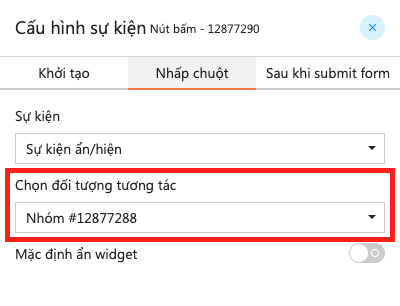 Cấu hình sự kiện Nút bấm - 12877290
Khởi tạo Nhấp chuột Sau khi submit form
Sự kiện
Sự kiện ẩn/hiện
Chọn đối tượng tương tác
Nhóm #12877288
Mặc định ẩn widget